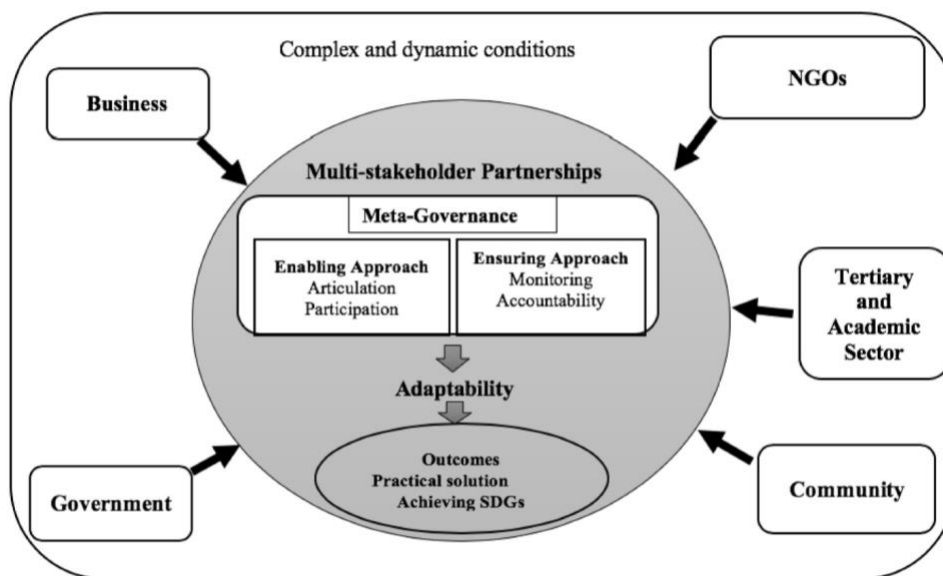 Complex and dynamic conditions
Business
NGOs
Multi-stakeholder Partnerships
Meta-Governance
Enabling Approach
Articulation
Participation
Ensuring Approach
Monitoring
Accountability
Tertiary
and
Academic
Sector
Adaptability
Outcomes
Practical solution
Achieving SDGs
Government
Community